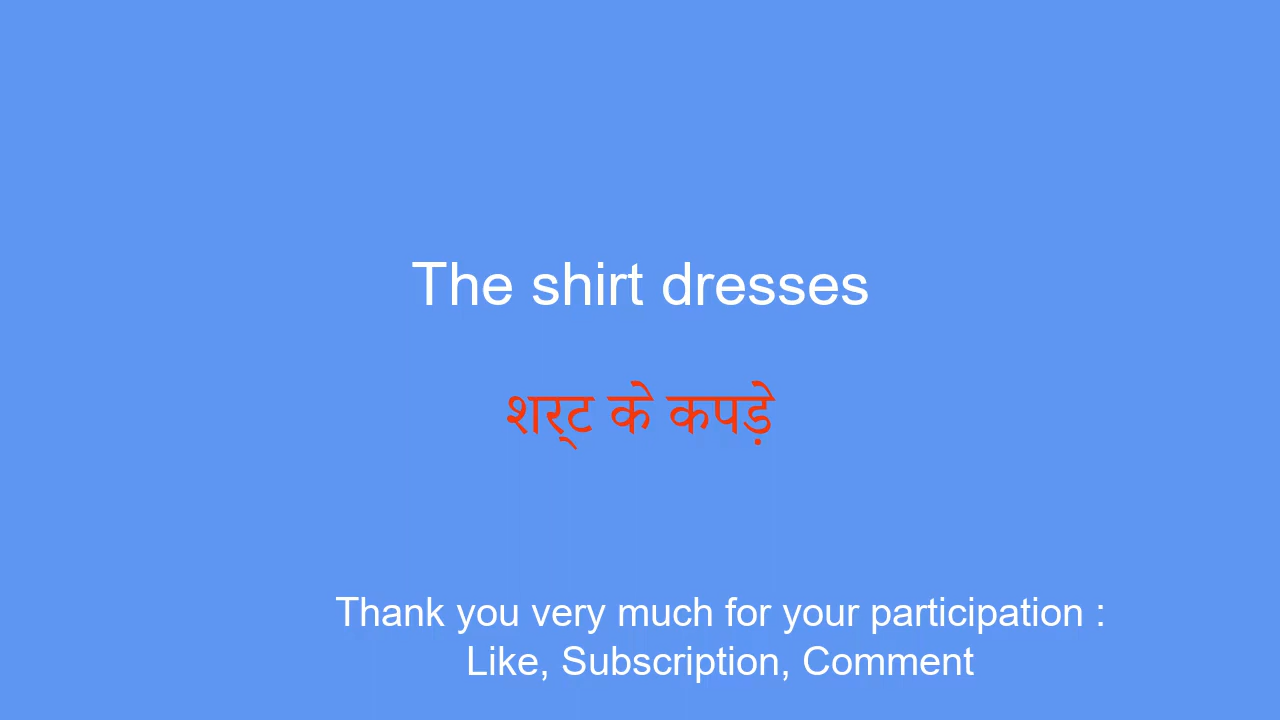 The shirt dresses
शर्ट के कपड़े
Thank you very much for your participation :
Like, Subscription, Comment